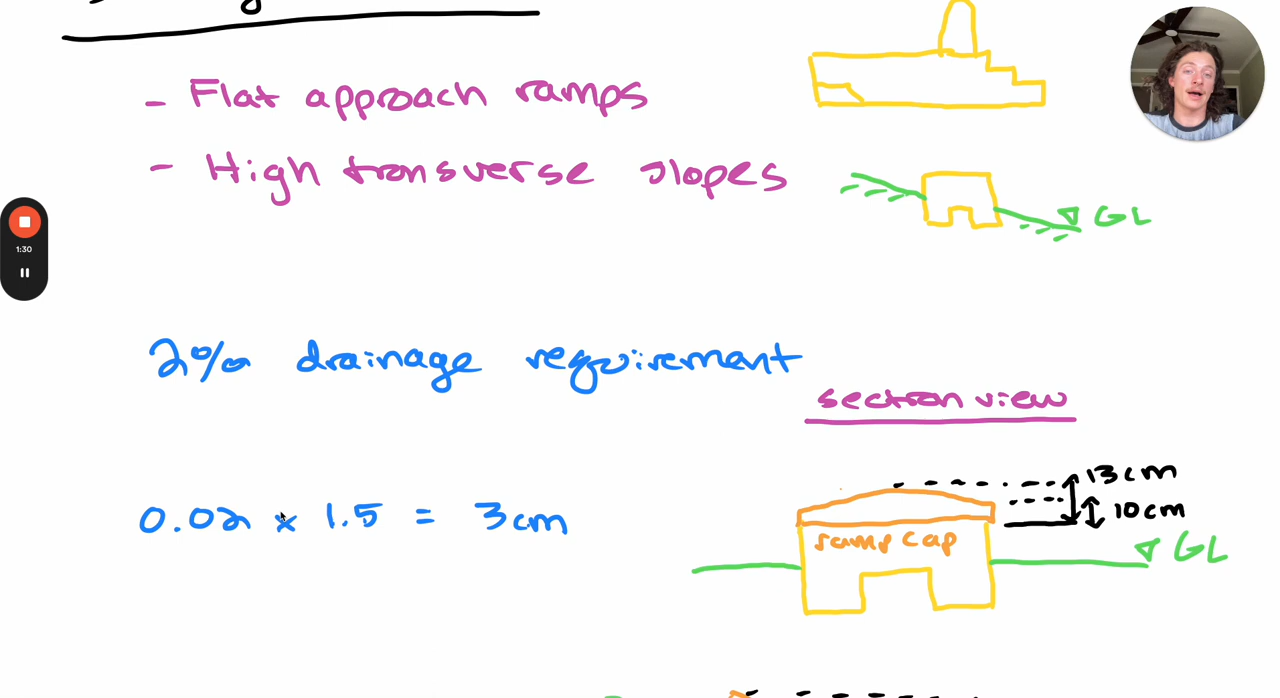 - Flat approach ramps
- High transverse slopes
GL
1:30
2% drainage requirement
section view
13cm
10cm
0.02 × 1.5 = 3cm
ramp cap
GL